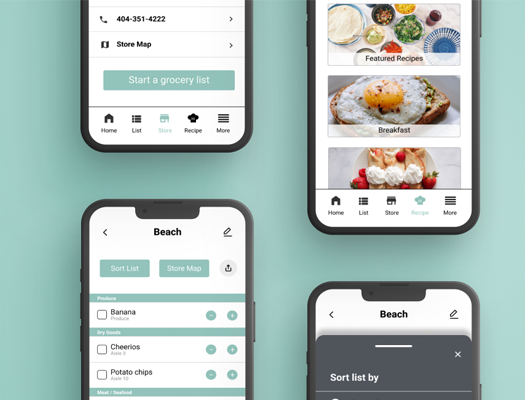 404-351-4222
Store Map
Start a grocery list
Home
List
Store
Recipe
More
Featured Recipes
Breakfast
Home
List
Store
Recipe
More
Beach
Sort List
Store Map
Produce
Banana
Produce
Dry Goods
Cheerios
Aisle 3
Potato chips
Aisle 10
Meat / Seafood
Beach
Sort list by